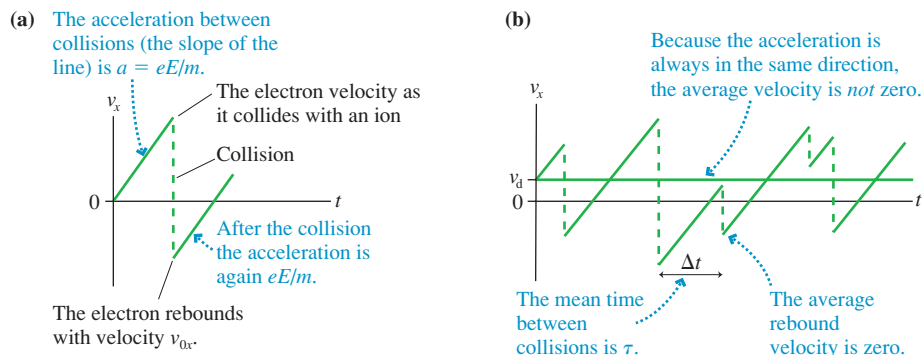 (a)
The acceleration between
collisions (the slope of the
line) is a = eE/m.
vₓ
The electron velocity as
it collides with an ion
Collision
0
t
After the collision
the acceleration is
again eE/m.
The electron rebounds
with velocity v₀ₓ.
(b)
Because the acceleration is
always in the same direction,
the average velocity is not zero.
vₓ
v_d
0
t
Δt
The mean time
between
collisions is τ.
The average
rebound
velocity is zero.